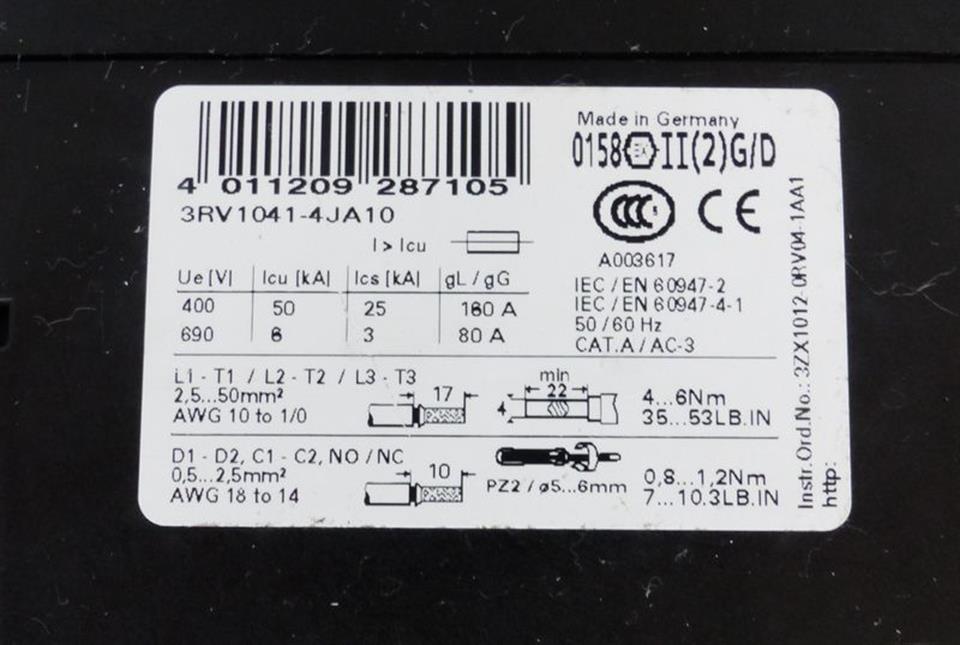 4 011209 287105
3RV1041-4JA10
I > Icu
Ue [V] Icu [kA] Ics [kA] gL / gG
400 50 25 160 A
690 6 3 80 A
Made in Germany
0158 Ex II(2)G/D
CCC CE
A003617
IEC / EN 60947-2
IEC / EN 60947-4-1
50 / 60 Hz
CAT.A / AC-3
L1 - T1 / L2 - T2 / L3 - T3
2,5...50mm²
AWG 10 to 1/0
17
min
22
4
4...6Nm
35...53LB.IN
D1 - D2, C1 - C2, NO / NC
0,5...2,5mm²
AWG 18 to 14
10
PZ2 / ø5...6mm
0,8...1,2Nm
7...10.3LB.IN
Instr.Ord.No.: 3ZX1012-0RV04-1AA1
http: